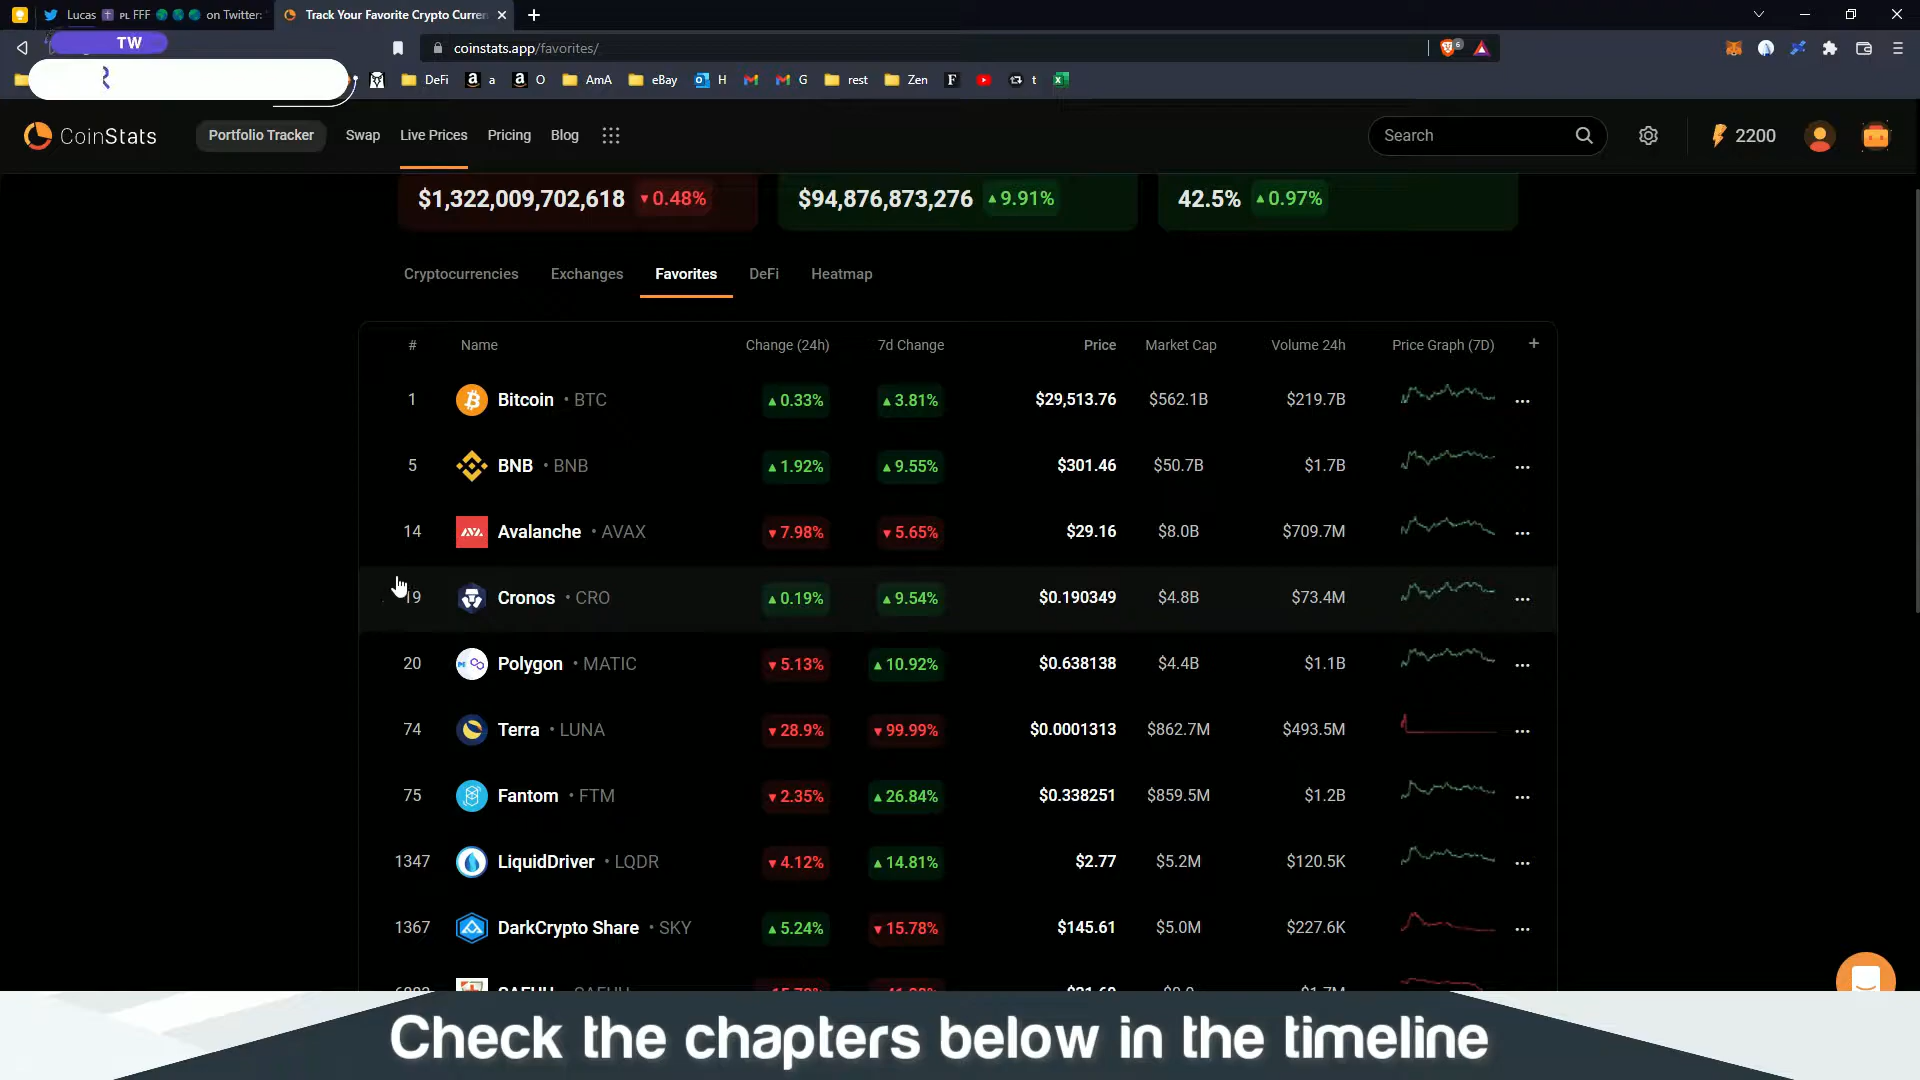 Lucas PL FFF on Twitter:
Track Your Favorite Crypto Curren
TW
coinstats.app/favorites/
6
DeFi a O AmA eBay H G rest Zen F t
CoinStats Portfolio Tracker Swap Live Prices Pricing Blog Search 2200
$1,322,009,702,618 ▼0.48% $94,876,873,276 ▲9.91% 42.5% ▲0.97%
Cryptocurrencies Exchanges Favorites DeFi Heatmap
# Name Change (24h) 7d Change Price Market Cap Volume 24h Price Graph (7D) +
1 Bitcoin • BTC ▲0.33% ▲3.81% $29,513.76 $562.1B $219.7B ...
5 BNB • BNB ▲1.92% ▲9.55% $301.46 $50.7B $1.7B ...
14 Avalanche • AVAX ▼7.98% ▼5.65% $29.16 $8.0B $709.7M ...
19 Cronos • CRO ▲0.19% ▲9.54% $0.190349 $4.8B $73.4M ...
20 Polygon • MATIC ▼5.13% ▲10.92% $0.638138 $4.4B $1.1B ...
74 Terra • LUNA ▼28.9% ▼99.99% $0.0001313 $862.7M $493.5M ...
75 Fantom • FTM ▼2.35% ▲26.84% $0.338251 $859.5M $1.2B ...
1347 LiquidDriver • LQDR ▼4.12% ▲14.81% $2.77 $5.2M $120.5K ...
1367 DarkCrypto Share • SKY ▲5.24% ▼15.78% $145.61 $5.0M $227.6K ...
Check the chapters below in the timeline